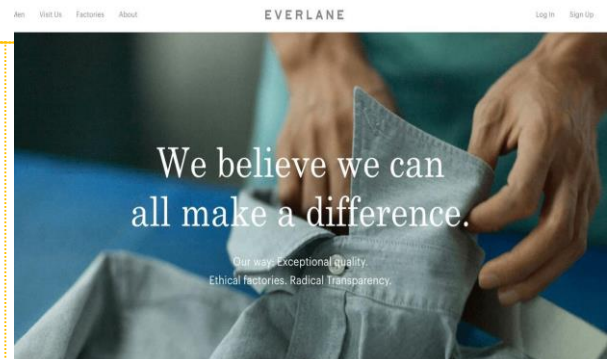 Men Visit Us Factories About EVERLANE Log In Sign Up
We believe we can
all make a difference.
Our way: Exceptional quality.
Ethical factories. Radical Transparency.